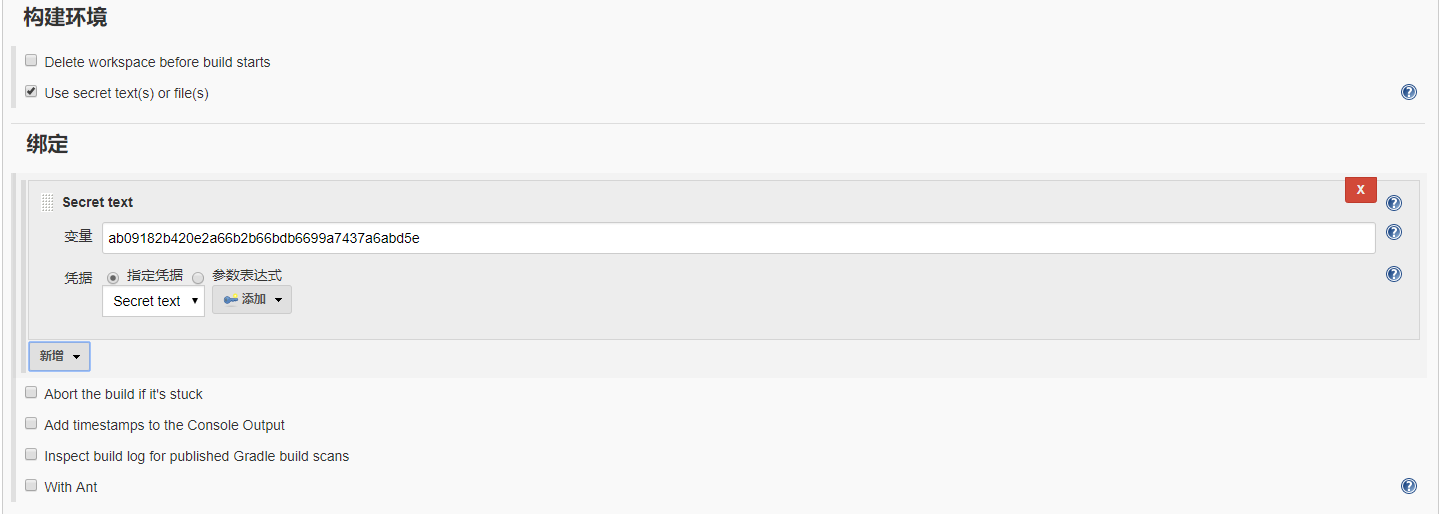 构建环境
Delete workspace before build starts
Use secret text(s) or file(s)
绑定
X
Secret text
变量 ab09182b420e2a66b2b66bdb6699a7437a6abd5e
凭据 指定凭据 参数表达式
Secret text 添加
新增
Abort the build if it's stuck
Add timestamps to the Console Output
Inspect build log for published Gradle build scans
With Ant